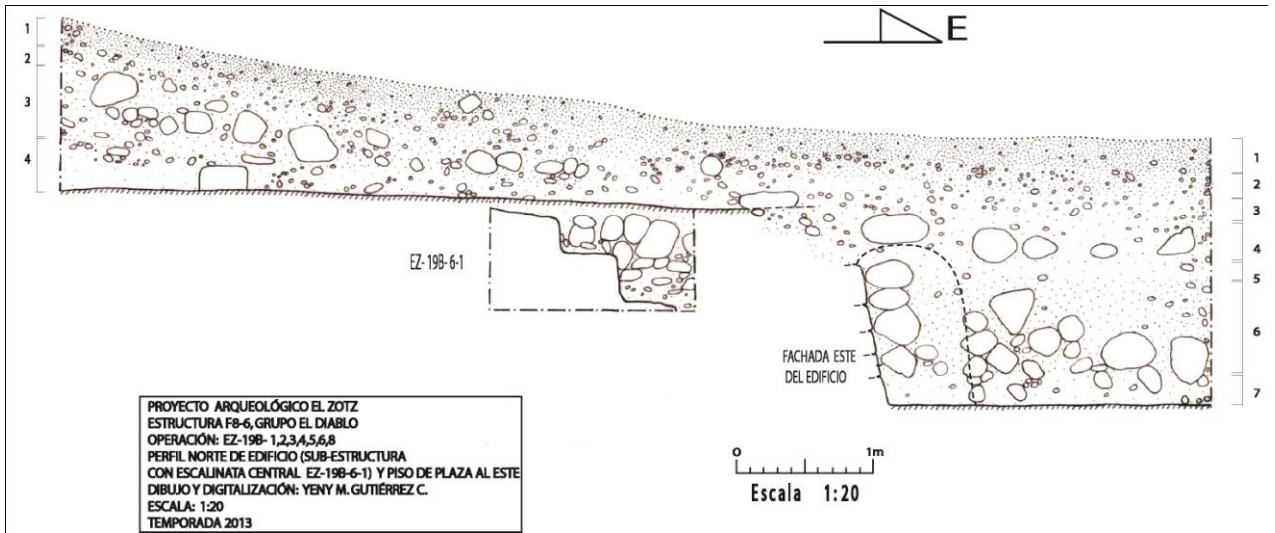 E
1
2
3
4
1
2
3
4
5
6
7
EZ-19B-6-1
FACHADA ESTE
DEL EDIFICIO
PROYECTO ARQUEOLÓGICO EL ZOTZ
ESTRUCTURA F8-6, GRUPO EL DIABLO
OPERACIÓN: EZ-19B- 1,2,3,4,5,6,8
PERFIL NORTE DE EDIFICIO (SUB-ESTRUCTURA
CON ESCALINATA CENTRAL EZ-19B-6-1) Y PISO DE PLAZA AL ESTE
DIBUJO Y DIGITALIZACIÓN: YENY M. GUTIÉRREZ C.
ESCALA: 1:20
TEMPORADA 2013
0 1m
Escala 1:20